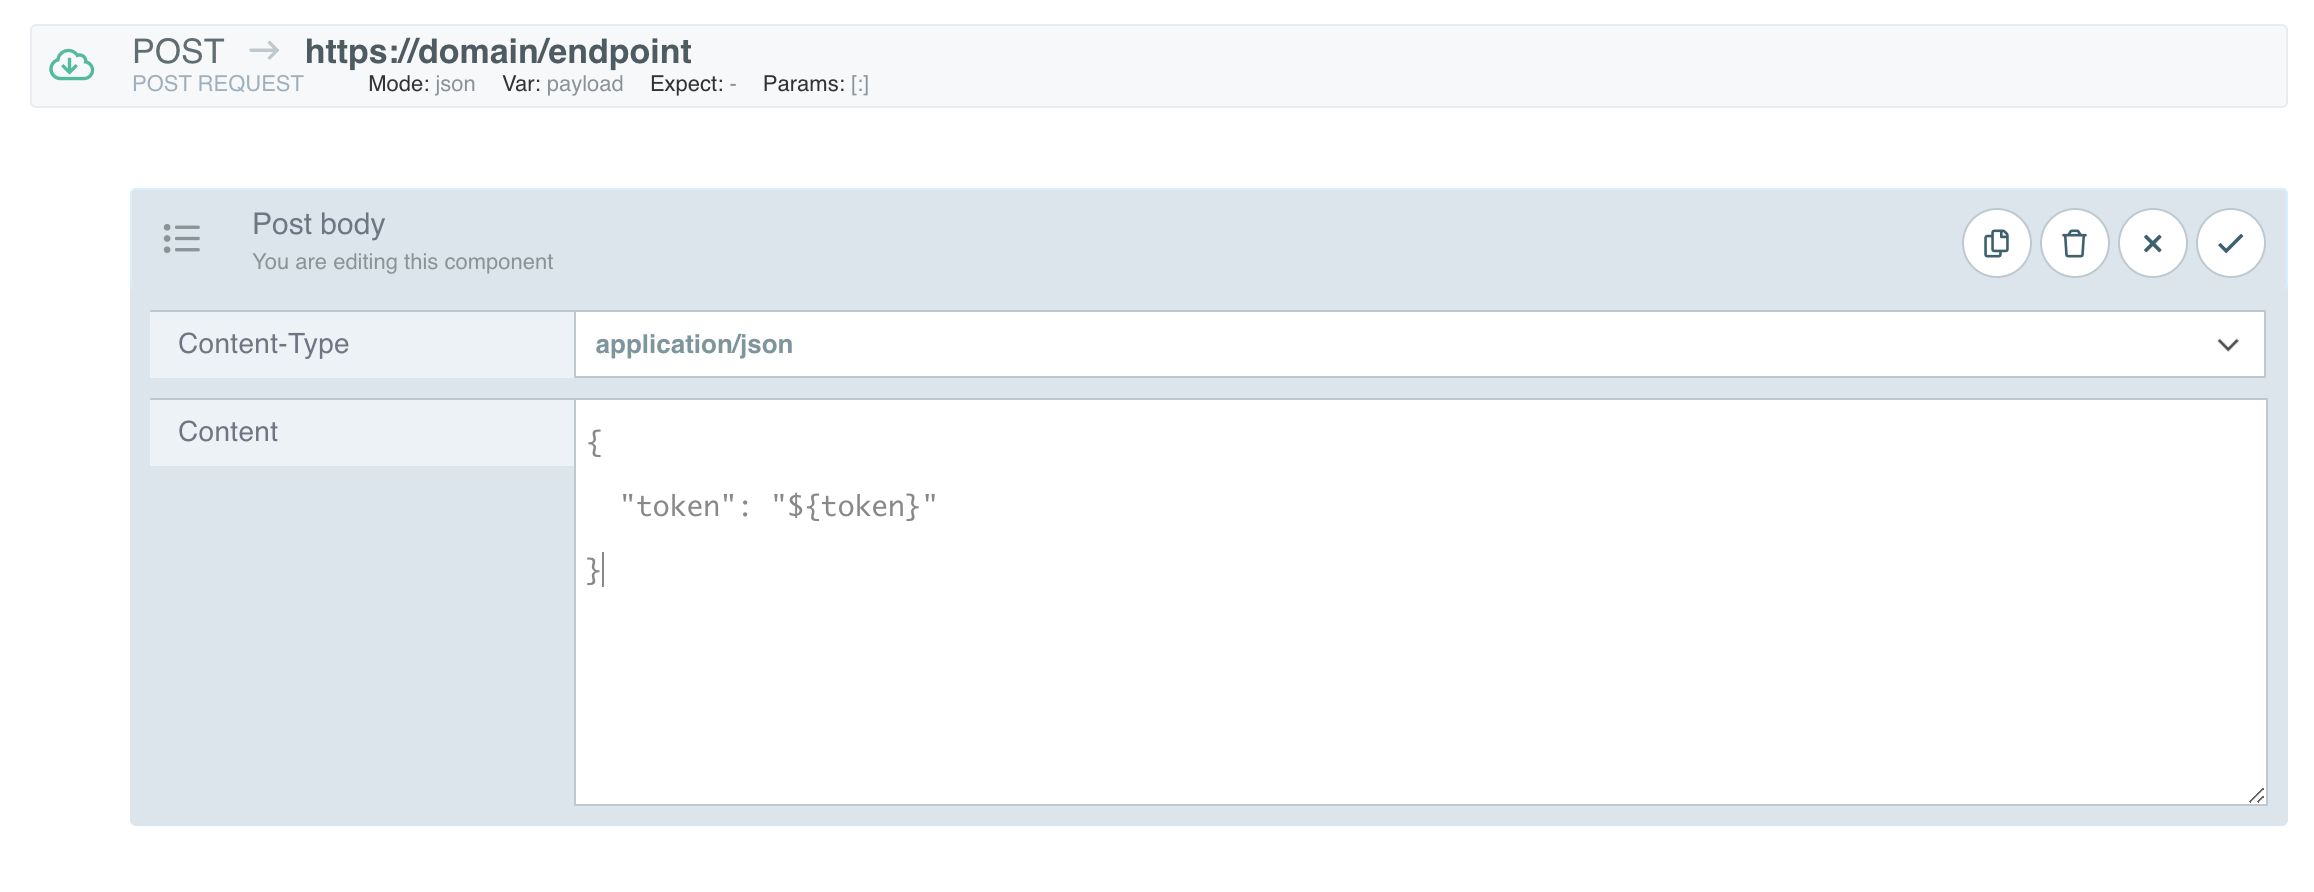 POST → https://domain/endpoint
POST REQUEST Mode: json Var: payload Expect: - Params: [:]
Post body
You are editing this component
Content-Type application/json
Content
{
  "token": "${token}"
}